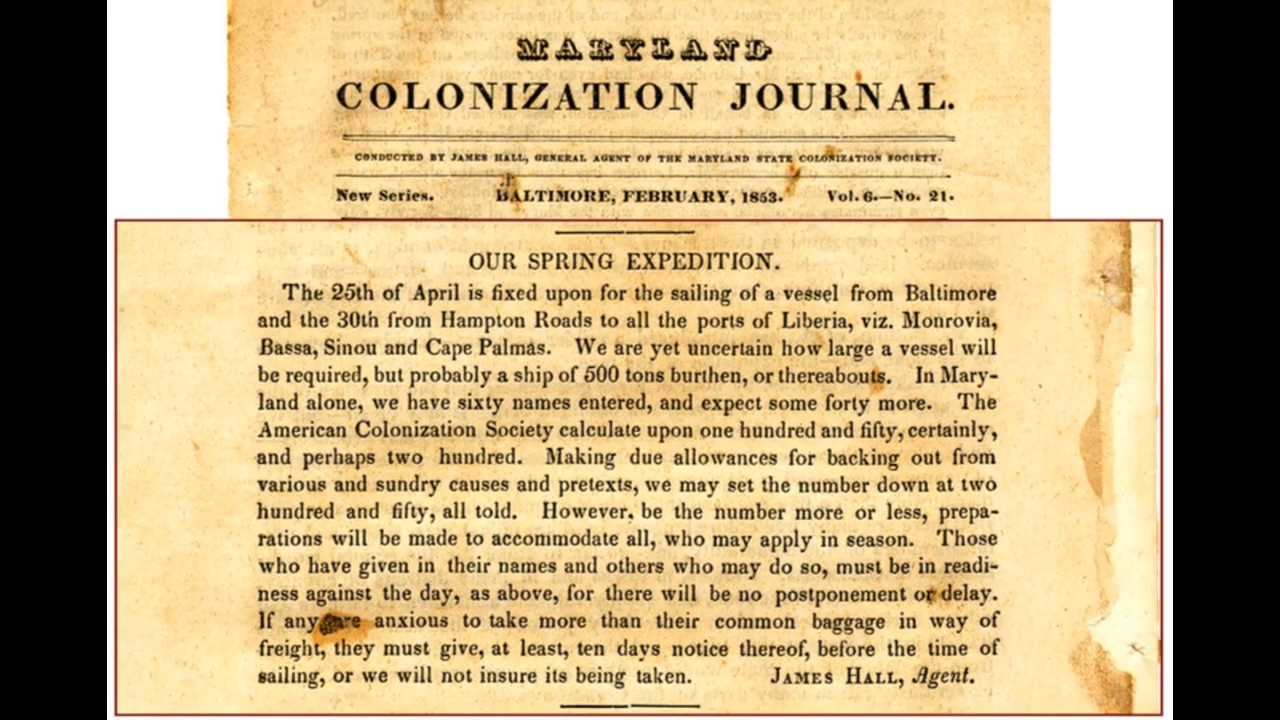 MARYLAND
COLONIZATION JOURNAL.
CONDUCTED BY JAMES HALL, GENERAL AGENT OF THE MARYLAND STATE COLONIZATION SOCIETY.
New Series. BALTIMORE, FEBRUARY, 1853. Vol. 6.—No. 21.
OUR SPRING EXPEDITION.
The 25th of April is fixed upon for the sailing of a vessel from Baltimore
and the 30th from Hampton Roads to all the ports of Liberia, viz. Monrovia,
Bassa, Sinou and Cape Palmas. We are yet uncertain how large a vessel will
be required, but probably a ship of 500 tons burthen, or thereabouts. In Mary-
land alone, we have sixty names entered, and expect some forty more. The
American Colonization Society calculate upon one hundred and fifty, certainly,
and perhaps two hundred. Making due allowances for backing out from
various and sundry causes and pretexts, we may set the number down at two
hundred and fifty, all told. However, be the number more or less, prepa-
rations will be made to accommodate all, who may apply in season. Those
who have given in their names and others who may do so, must be in readi-
ness against the day, as above, for there will be no postponement or delay.
If any are anxious to take more than their common baggage in way of
freight, they must give, at least, ten days notice thereof, before the time of
sailing, or we will not insure its being taken. JAMES HALL, Agent.